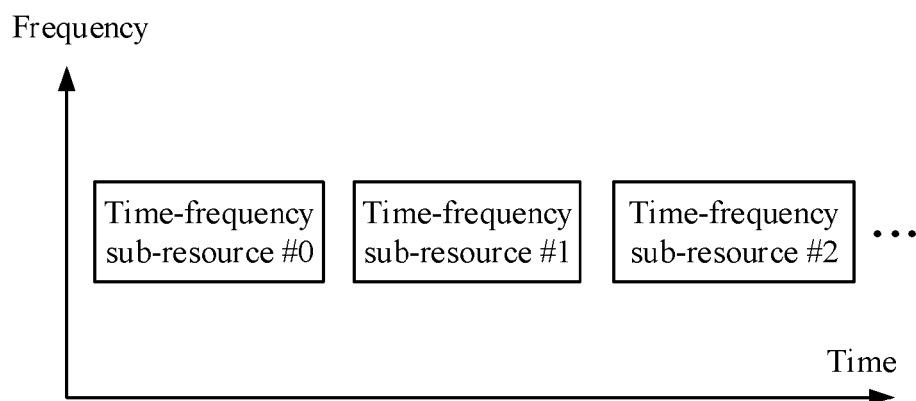 Frequency
Time-frequency
sub-resource #0
Time-frequency
sub-resource #1
Time-frequency
sub-resource #2
...
Time